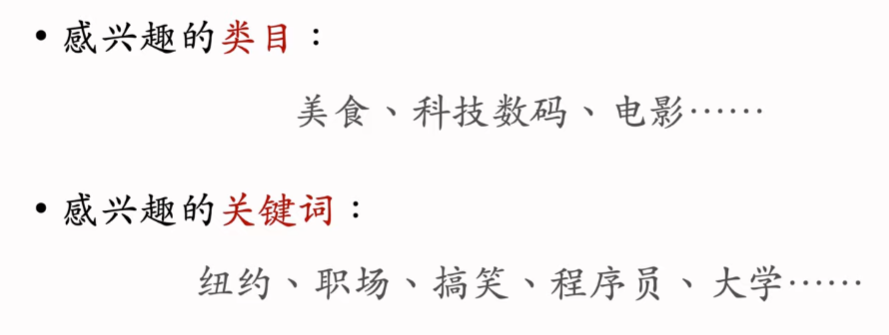 • 感兴趣的类目：
美食、科技数码、电影……
• 感兴趣的关键词：
纽约、职场、搞笑、程序员、大学……